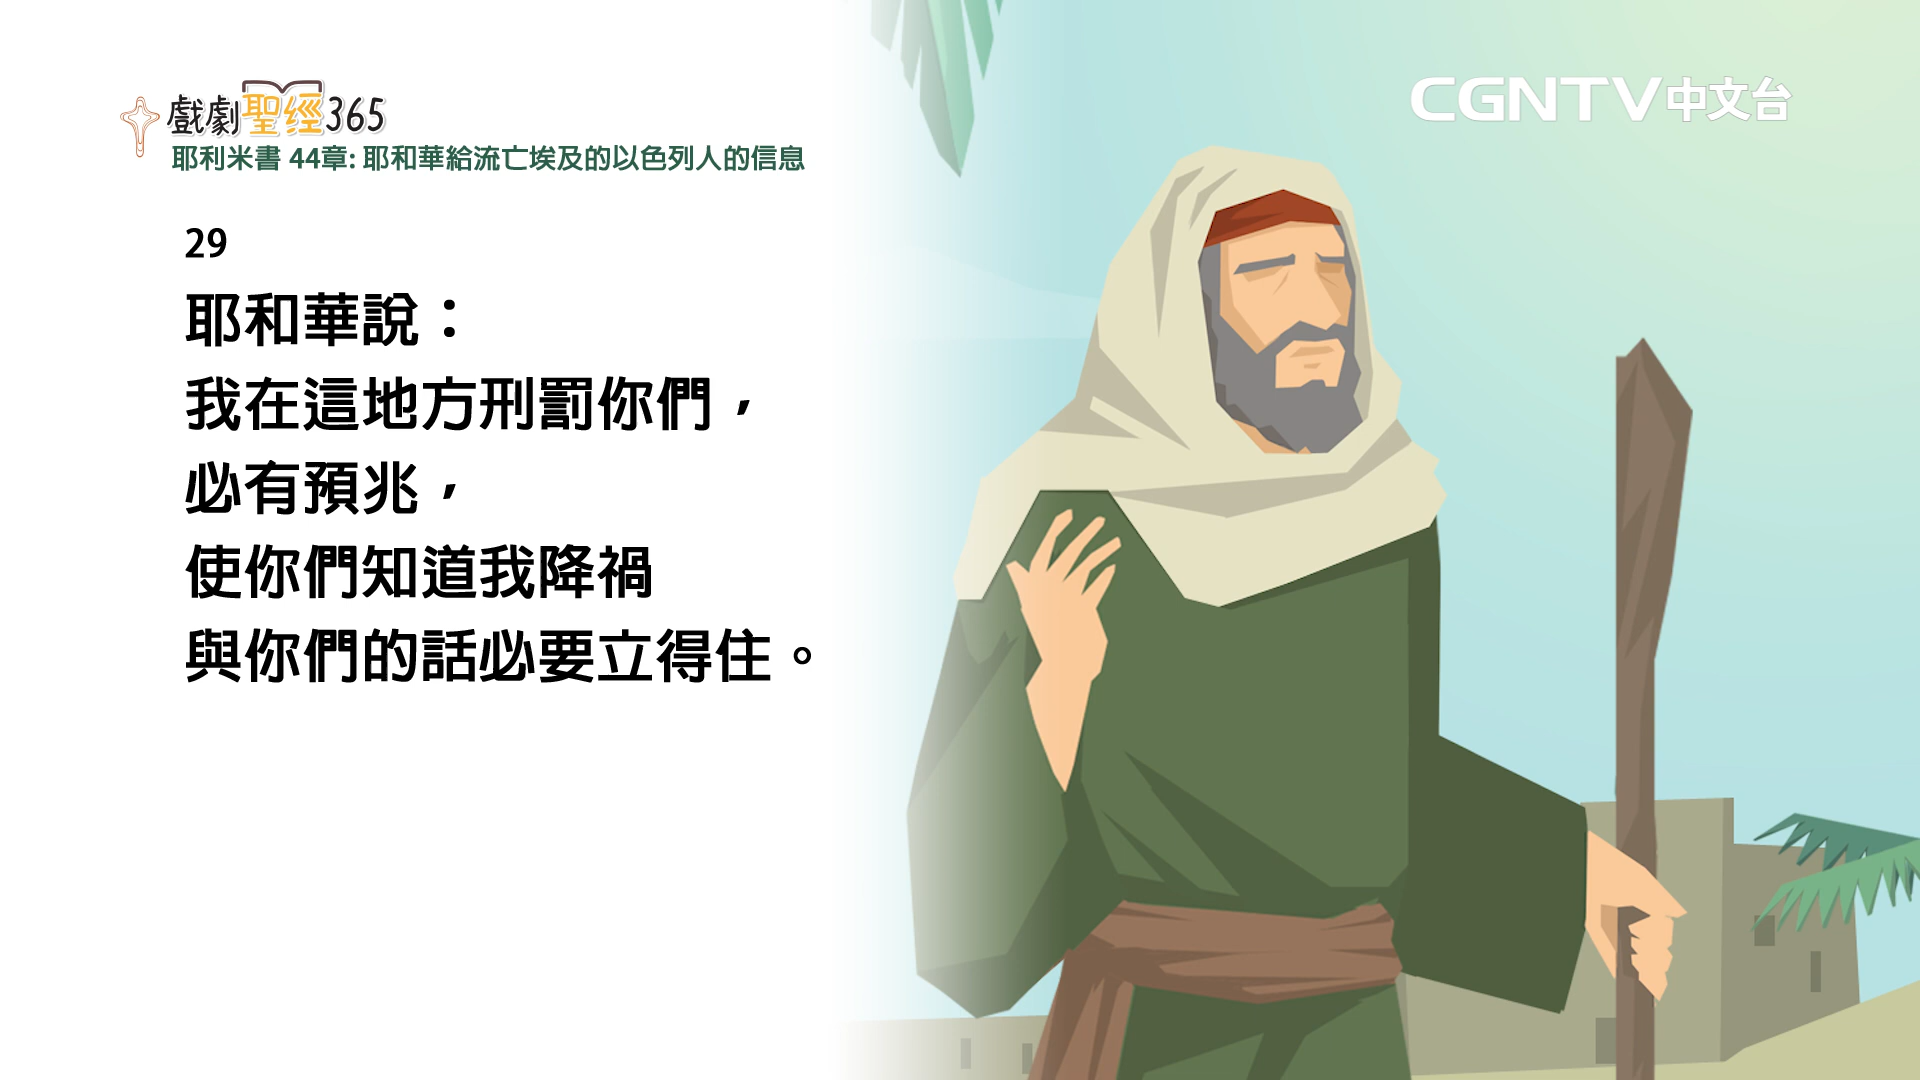 戲劇聖經365
CGNTV中文台
耶利米書 44章: 耶和華給流亡埃及的以色列人的信息
29
耶和華說：
我在這地方刑罰你們，
必有預兆，
使你們知道我降禍
與你們的話必要立得住。